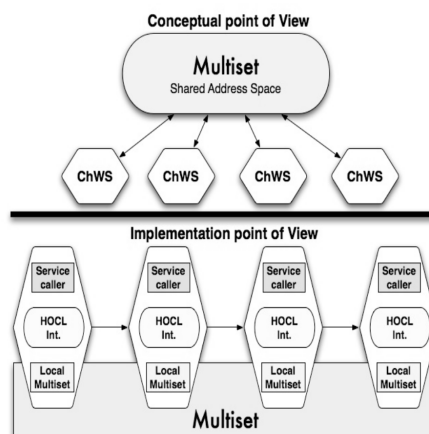 Conceptual point of View
Multiset
Shared Address Space
ChWS ChWS ChWS ChWS
Implementation point of View
Service caller Service caller Service caller Service caller
HOCL Int. HOCL Int. HOCL Int. HOCL Int.
Local Multiset Local Multiset Local Multiset Local Multiset
Multiset